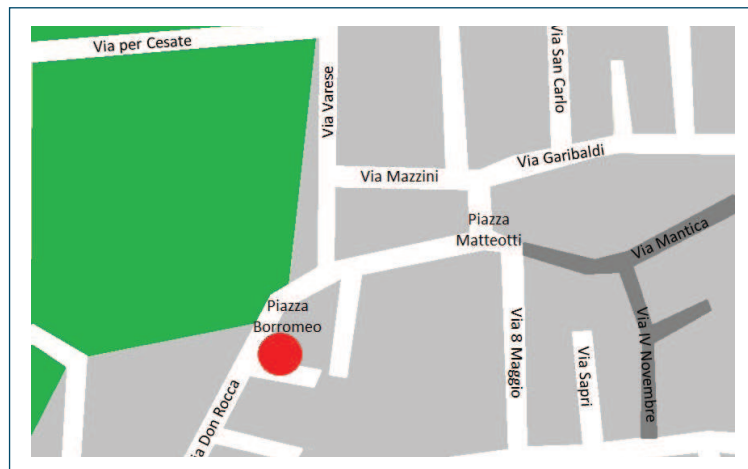 Via per Cesate
Via Varese
Via San Carlo
Via Garibaldi
Via Mazzini
Piazza
Matteotti
Via Mantica
Piazza
Borromeo
Via 8 Maggio
Via Sapri
Via IV Novembre
Via Don Rocca